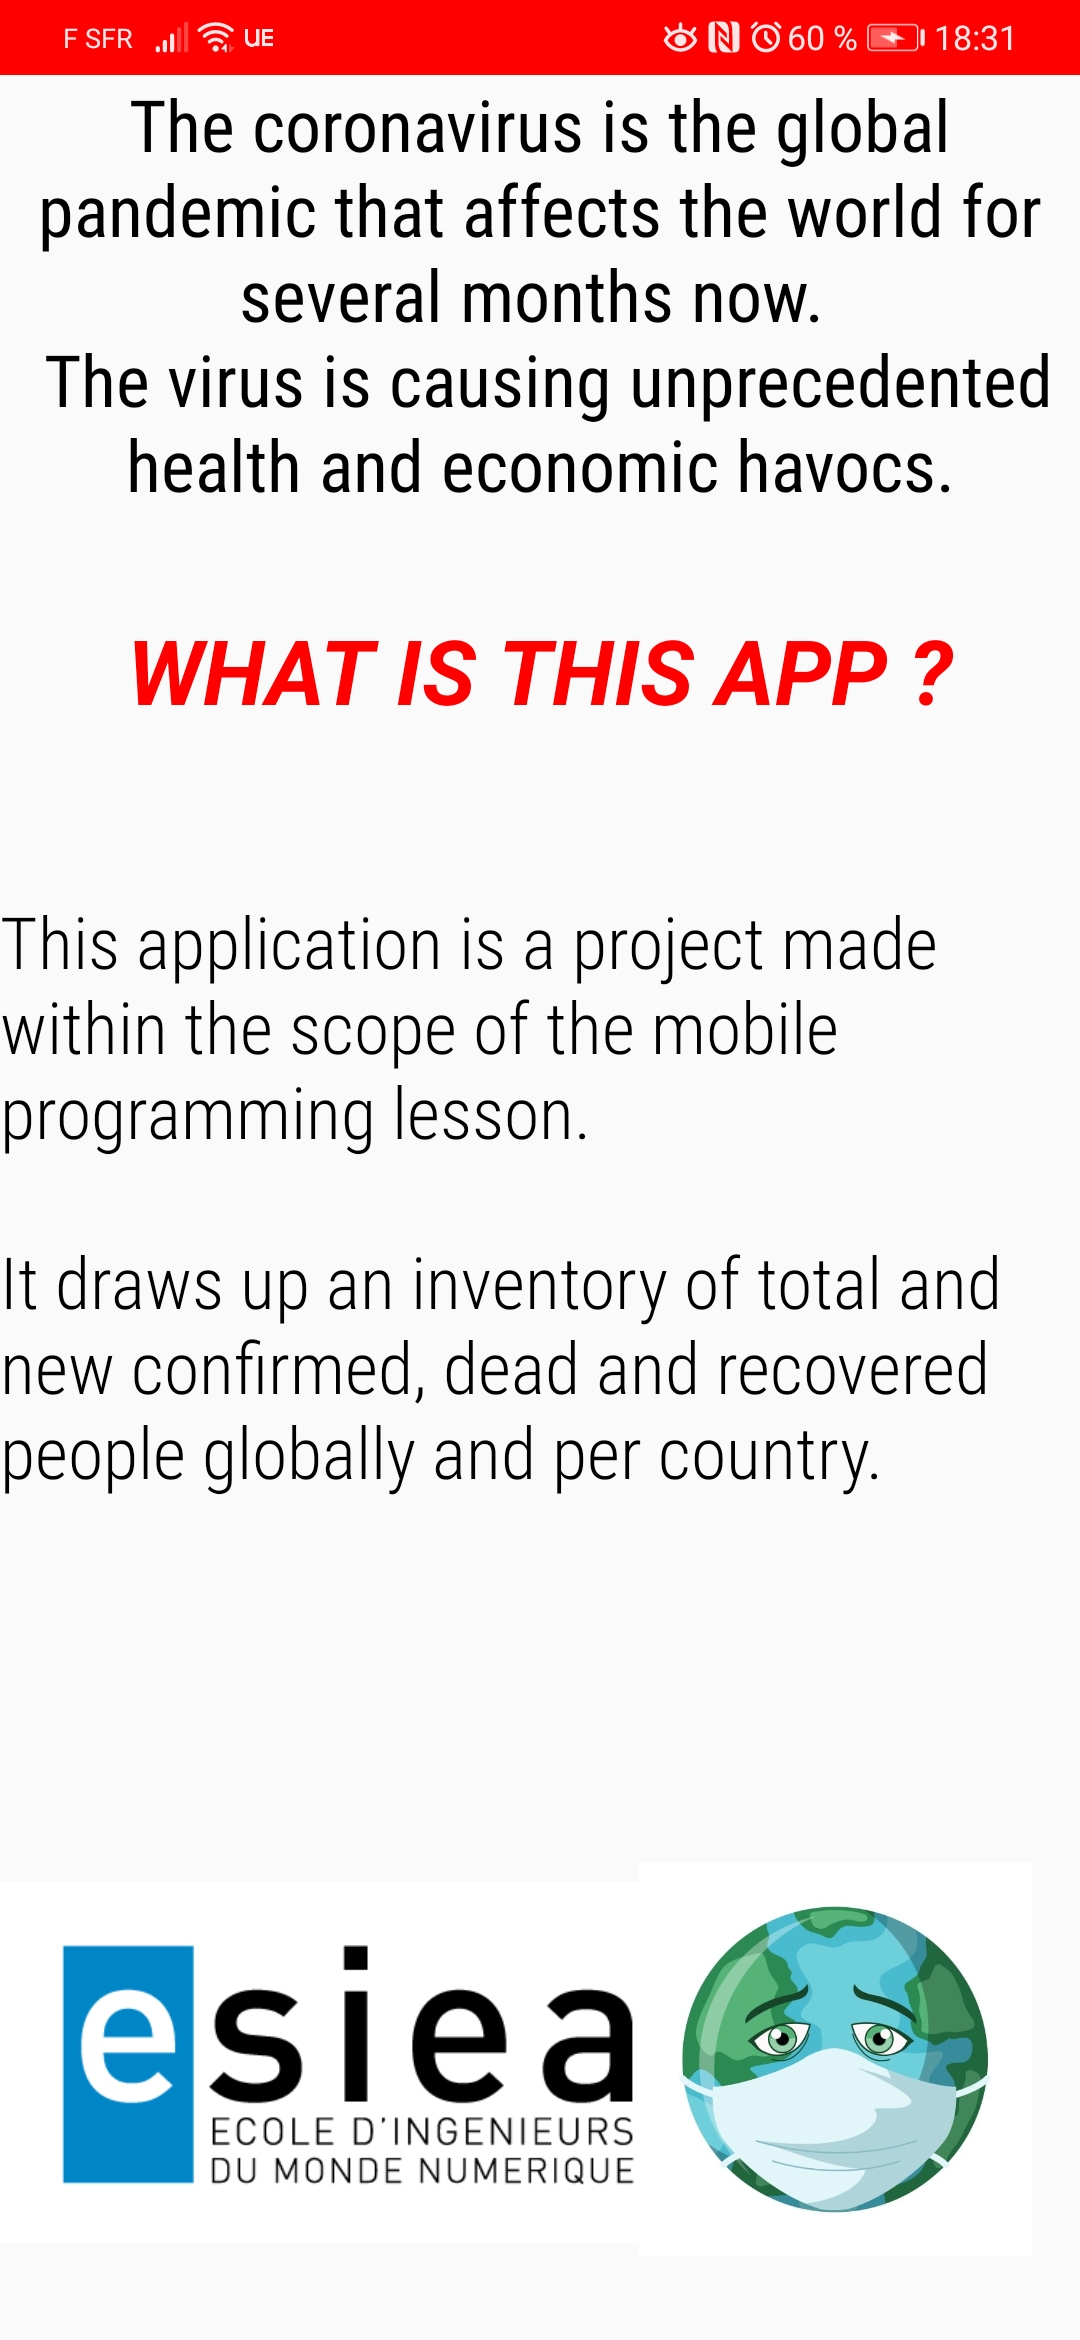 F SFR UE 60 % 18:31
The coronavirus is the global
pandemic that affects the world for
several months now.
The virus is causing unprecedented
health and economic havocs.
WHAT IS THIS APP ?
This application is a project made
within the scope of the mobile
programming lesson.
It draws up an inventory of total and
new confirmed, dead and recovered
people globally and per country.
esiea
ECOLE D'INGENIEURS
DU MONDE NUMERIQUE